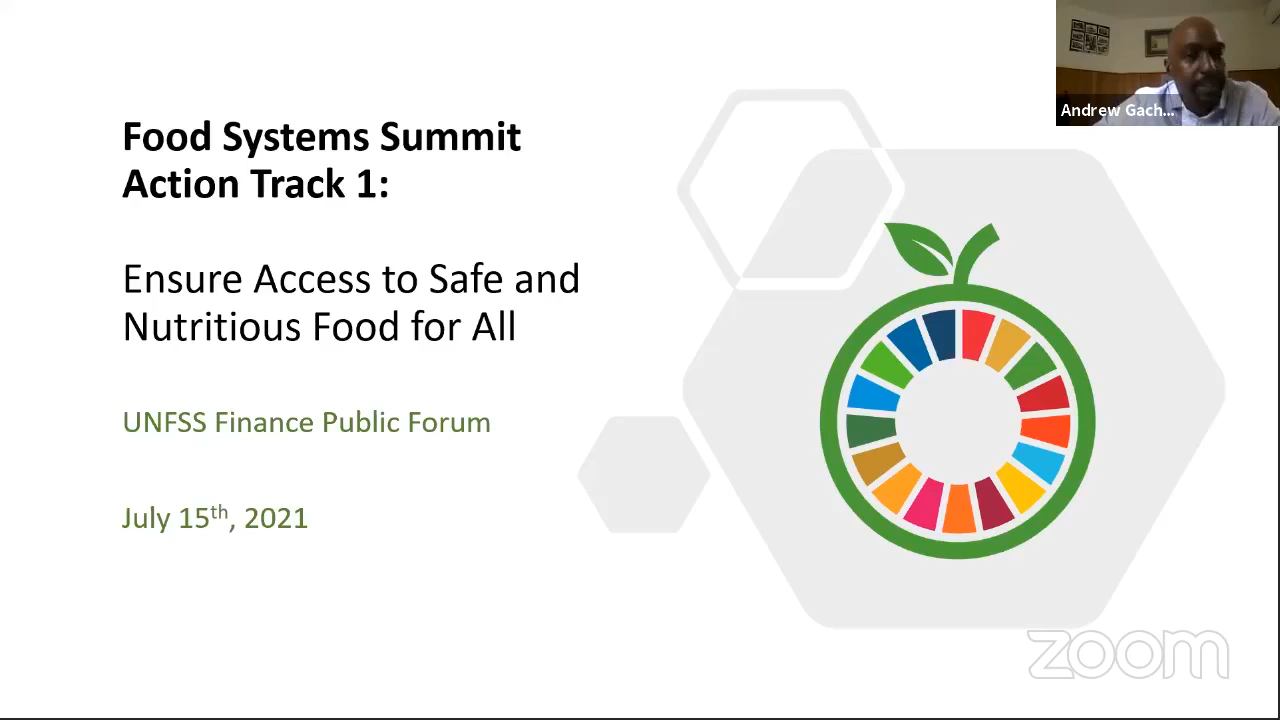 Food Systems Summit
Action Track 1:
Ensure Access to Safe and
Nutritious Food for All
UNFSS Finance Public Forum
July 15th, 2021
Andrew Gach...
zoom